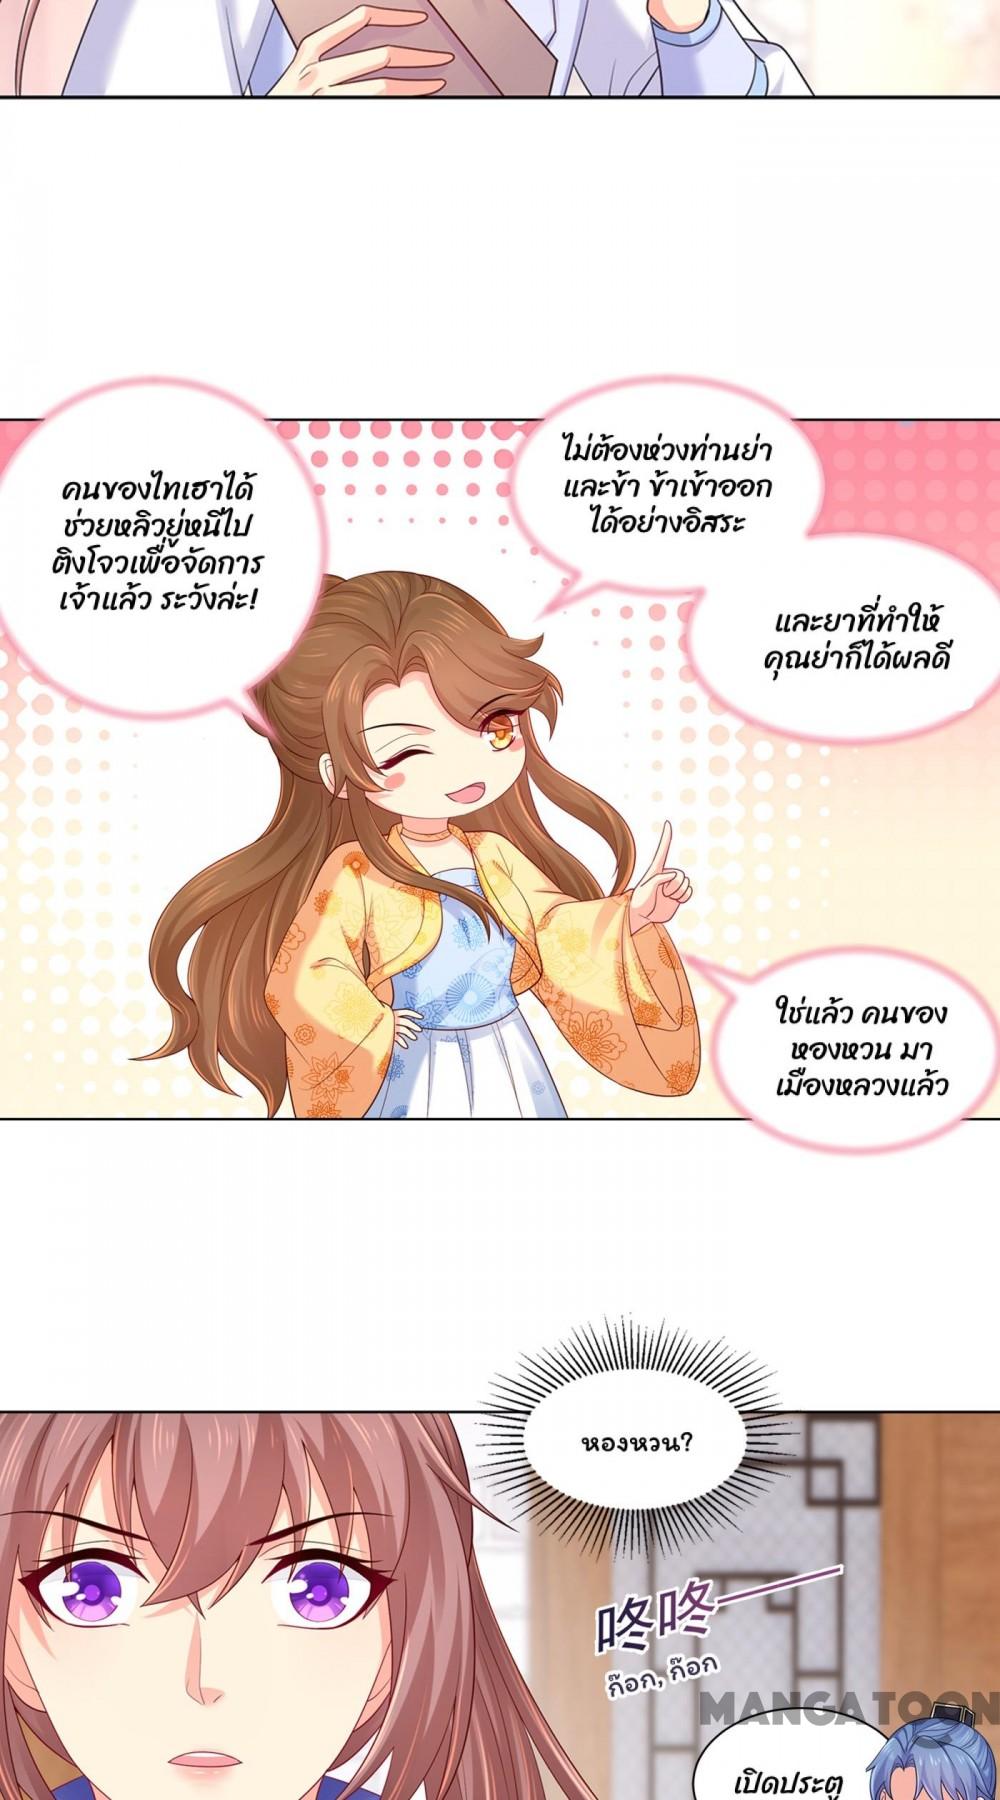 คนของไทเฮาได้
ช่วยหลิวยู่หนีไป
ติงโจวเพื่อจัดการ
เจ้าแล้ว ระวังล่ะ!
ไม่ต้องห่วงท่านย่า
และข้า ข้าเข้าออก
ได้อย่างอิสระ
และยาที่ทำให้
คุณย่าก็ได้ผลดี
ใช่แล้ว คนของ
หองหวน มา
เมืองหลวงแล้ว
หองหวน?
咚咚——
ก๊อก, ก๊อก
MANGATOON
เปิดประตู